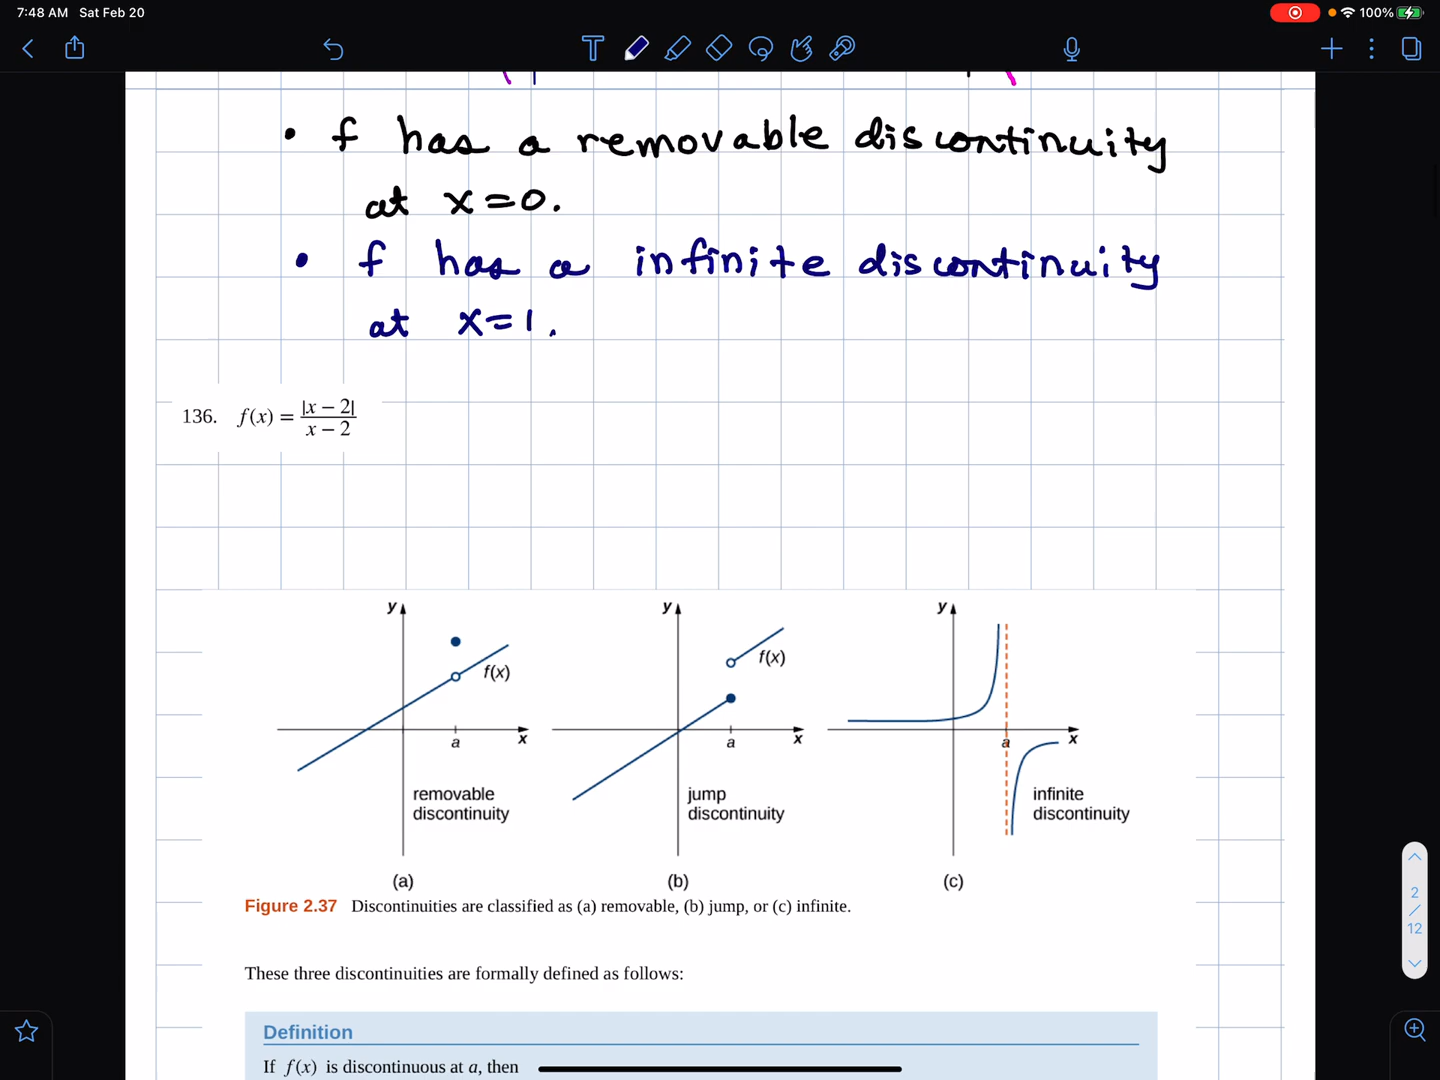 7:48 AM Sat Feb 20
100%
• f has a removable discontinuity
at x=0.
• f has a infinite discontinuity
at x=1.
136. f(x) = |x − 2| / x − 2
y y y
f(x) f(x)
a x a x a x
removable discontinuity
jump discontinuity
infinite discontinuity
(a) (b) (c)
Figure 2.37 Discontinuities are classified as (a) removable, (b) jump, or (c) infinite.
2
/
12
These three discontinuities are formally defined as follows:
Definition
If f(x) is discontinuous at a, then